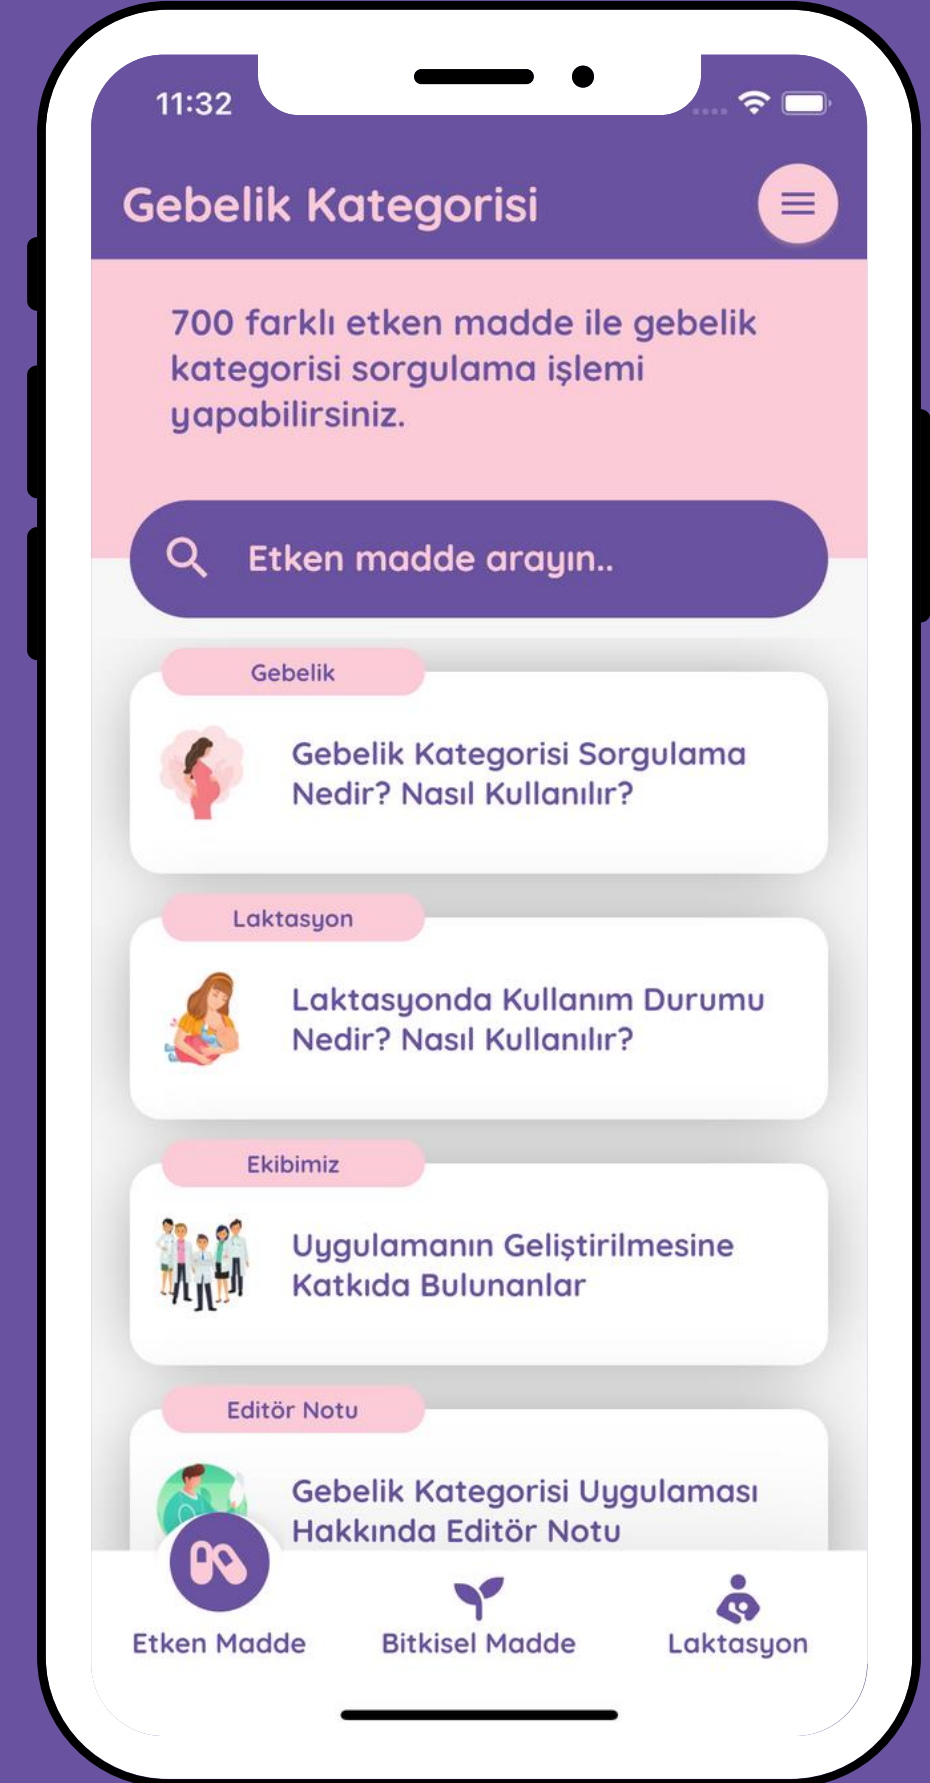 11:32
Gebelik Kategorisi
700 farklı etken madde ile gebelik
kategorisi sorgulama işlemi
yapabilirsiniz.
Etken madde arayın..
Gebelik
Gebelik Kategorisi Sorgulama
Nedir? Nasıl Kullanılır?
Laktasyon
Laktasyonda Kullanım Durumu
Nedir? Nasıl Kullanılır?
Ekibimiz
Uygulamanın Geliştirilmesine
Katkıda Bulunanlar
Editör Notu
Gebelik Kategorisi Uygulaması
Hakkında Editör Notu
Etken Madde
Bitkisel Madde
Laktasyon